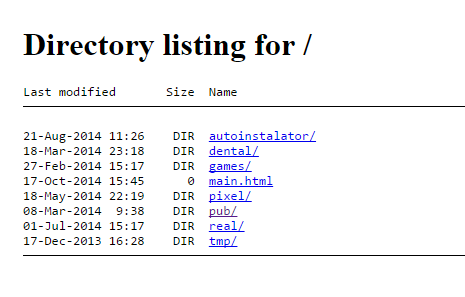 Directory listing for /
Last modified Size Name
21-Aug-2014 11:26 DIR autoinstalator/
18-Mar-2014 23:18 DIR dental/
27-Feb-2014 15:17 DIR games/
17-Oct-2014 15:45 0 main.html
18-May-2014 22:19 DIR pixel/
08-Mar-2014 9:38 DIR pub/
01-Jul-2014 15:17 DIR real/
17-Dec-2013 16:28 DIR tmp/